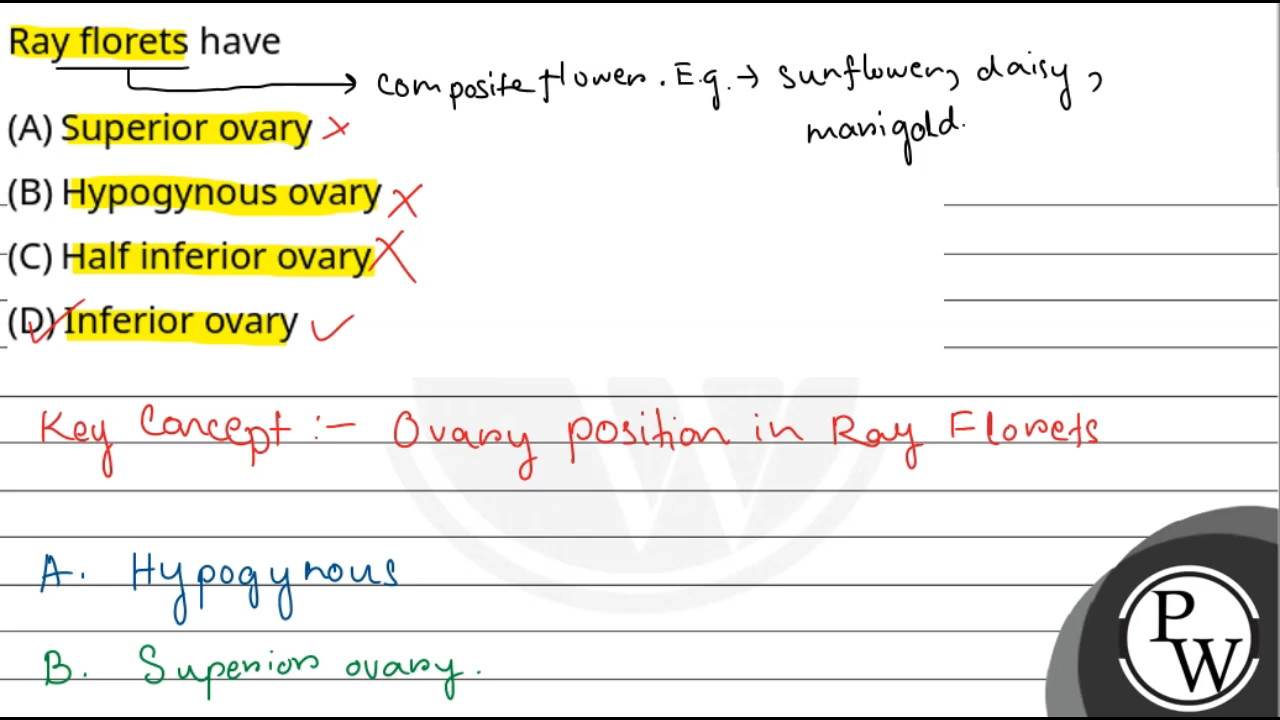 Ray florets have
composite flower. E.g. → sunflower, daisy,
marigold.
(A) Superior ovary ×
(B) Hypogynous ovary ×
(C) Half inferior ovary ×
(D) Inferior ovary ✓
Key Concept :- Ovary position in Ray Florets
A. Hypogynous
B. Superior ovary.
P
W